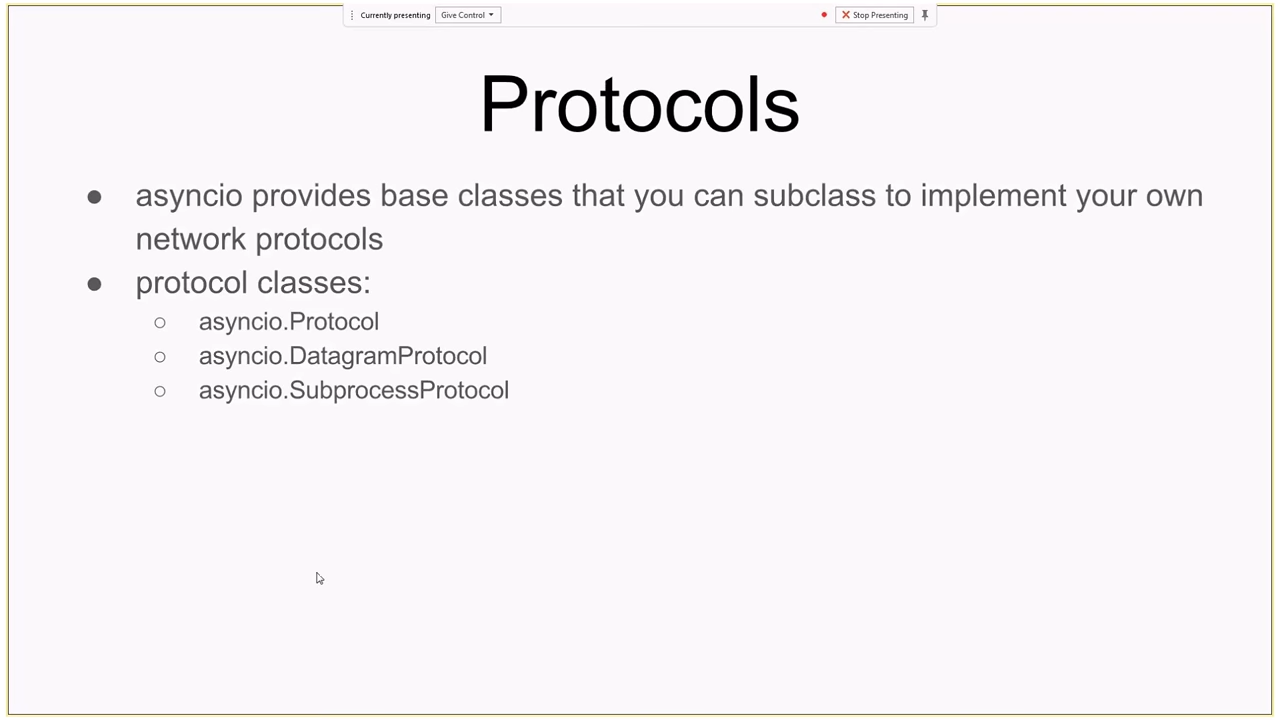 Currently presenting Give Control Stop Presenting
Protocols
● asyncio provides base classes that you can subclass to implement your own
network protocols
● protocol classes:
○ asyncio.Protocol
○ asyncio.DatagramProtocol
○ asyncio.SubprocessProtocol